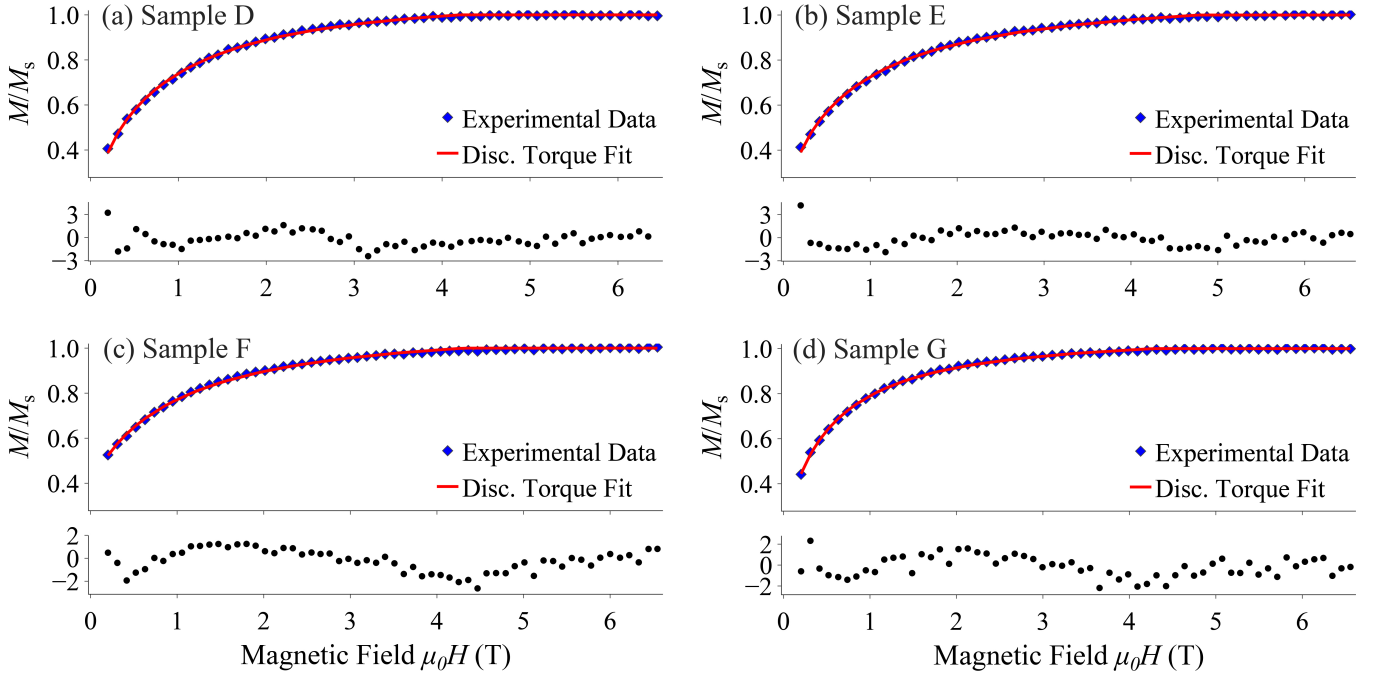 (a) Sample D
M/Mₛ
1.0
0.8
0.6
0.4
Experimental Data
Disc. Torque Fit
3
0
−3
0 1 2 3 4 5 6
(b) Sample E
M/Mₛ
1.0
0.8
0.6
0.4
Experimental Data
Disc. Torque Fit
3
0
−3
0 1 2 3 4 5 6
(c) Sample F
M/Mₛ
1.0
0.8
0.6
0.4
Experimental Data
Disc. Torque Fit
2
0
−2
0 1 2 3 4 5 6
Magnetic Field μ₀H (T)
(d) Sample G
M/Mₛ
1.0
0.8
0.6
0.4
Experimental Data
Disc. Torque Fit
2
0
−2
0 1 2 3 4 5 6
Magnetic Field μ₀H (T)